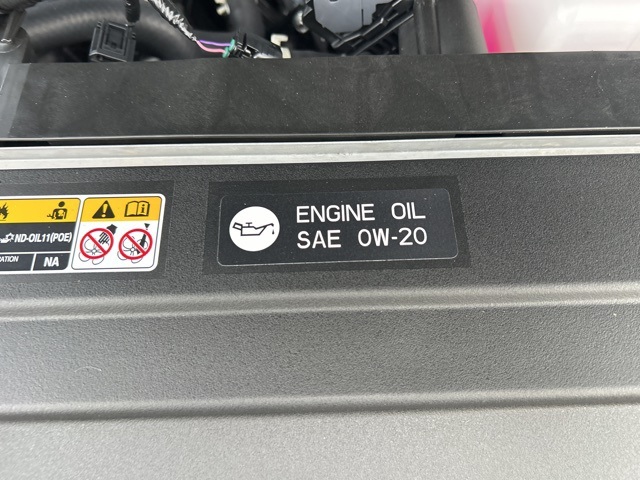 ND-OIL11(POE)
NA
ENGINE OIL
SAE 0W-20